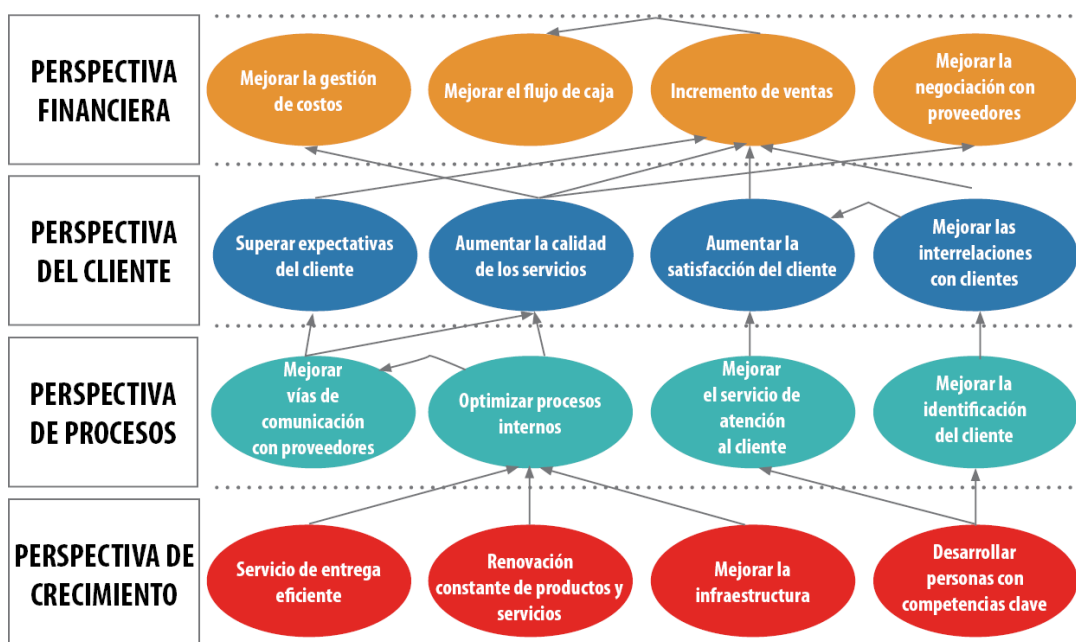 PERSPECTIVA
FINANCIERA
Mejorar la gestión
de costos
Mejorar el flujo de caja
Incremento de ventas
Mejorar la
negociación con
proveedores
PERSPECTIVA
DEL CLIENTE
Superar expectativas
del cliente
Aumentar la calidad
de los servicios
Aumentar la
satisfacción del cliente
Mejorar las
interrelaciones
con clientes
PERSPECTIVA
DE PROCESOS
Mejorar
vías de
comunicación
con proveedores
Optimizar procesos
internos
Mejorar
el servicio de
atención
al cliente
Mejorar la
identificación
del cliente
PERSPECTIVA DE
CRECIMIENTO
Servicio de entrega
eficiente
Renovación
constante de productos y
servicios
Mejorar la
infraestructura
Desarrollar
personas con
competencias clave